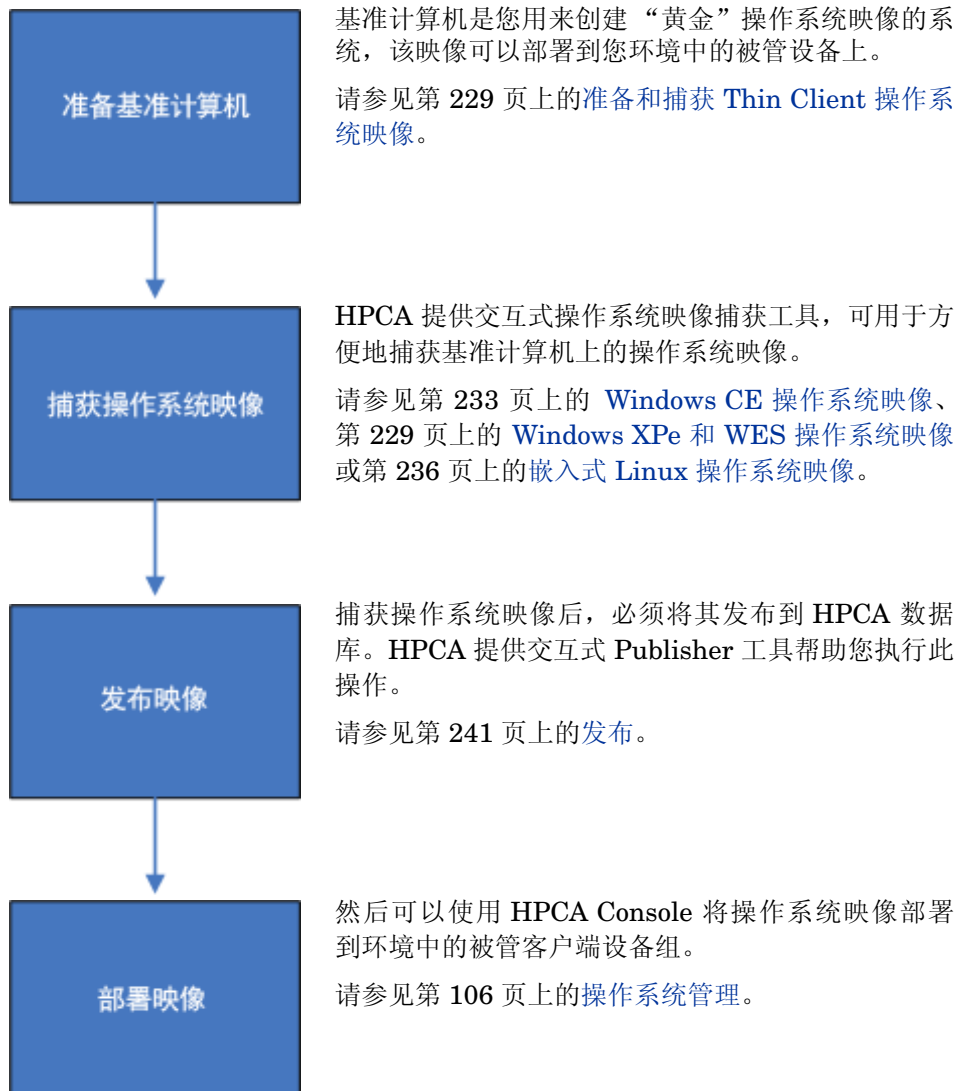 准备基准计算机
基准计算机是您用来创建 “黄金”操作系统映像的系
统，该映像可以部署到您环境中的被管设备上。
请参见第 229 页上的准备和捕获 Thin Client 操作系
统映像。
捕获操作系统映像
HPCA 提供交互式操作系统映像捕获工具，可用于方
便地捕获基准计算机上的操作系统映像。
请参见第 233 页上的 Windows CE 操作系统映像、
第 229 页上的 Windows XPe 和 WES 操作系统映像
或第 236 页上的嵌入式 Linux 操作系统映像。
发布映像
捕获操作系统映像后，必须将其发布到 HPCA 数据
库。HPCA 提供交互式 Publisher 工具帮助您执行此
操作。
请参见第 241 页上的发布。
部署映像
然后可以使用 HPCA Console 将操作系统映像部署
到环境中的被管客户端设备组。
请参见第 106 页上的操作系统管理。